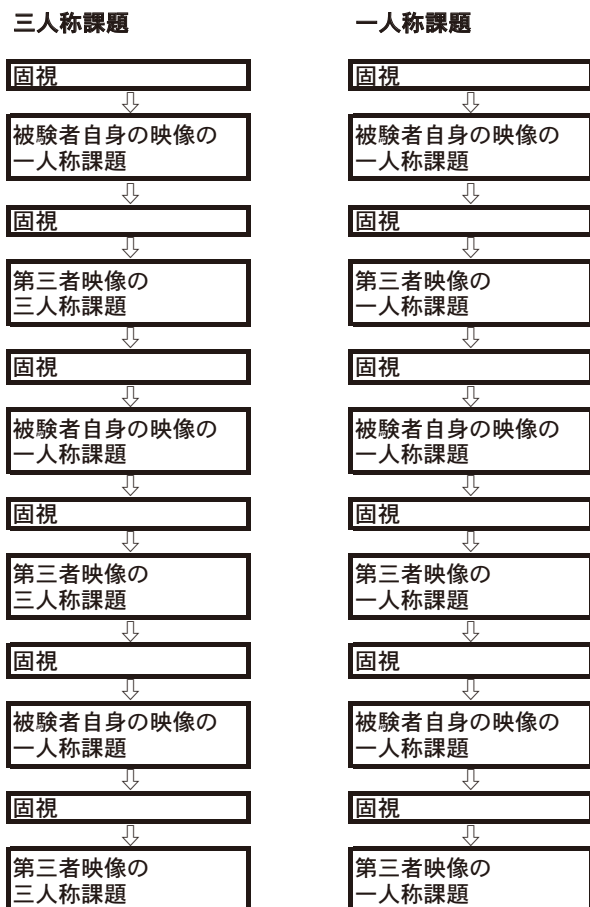 三人称課題
固視
被験者自身の映像の
一人称課題
固視
第三者映像の
三人称課題
固視
被験者自身の映像の
一人称課題
固視
第三者映像の
三人称課題
固視
被験者自身の映像の
一人称課題
固視
第三者映像の
三人称課題
一人称課題
固視
被験者自身の映像の
一人称課題
固視
第三者映像の
一人称課題
固視
被験者自身の映像の
一人称課題
固視
第三者映像の
一人称課題
固視
被験者自身の映像の
一人称課題
固視
第三者映像の
一人称課題